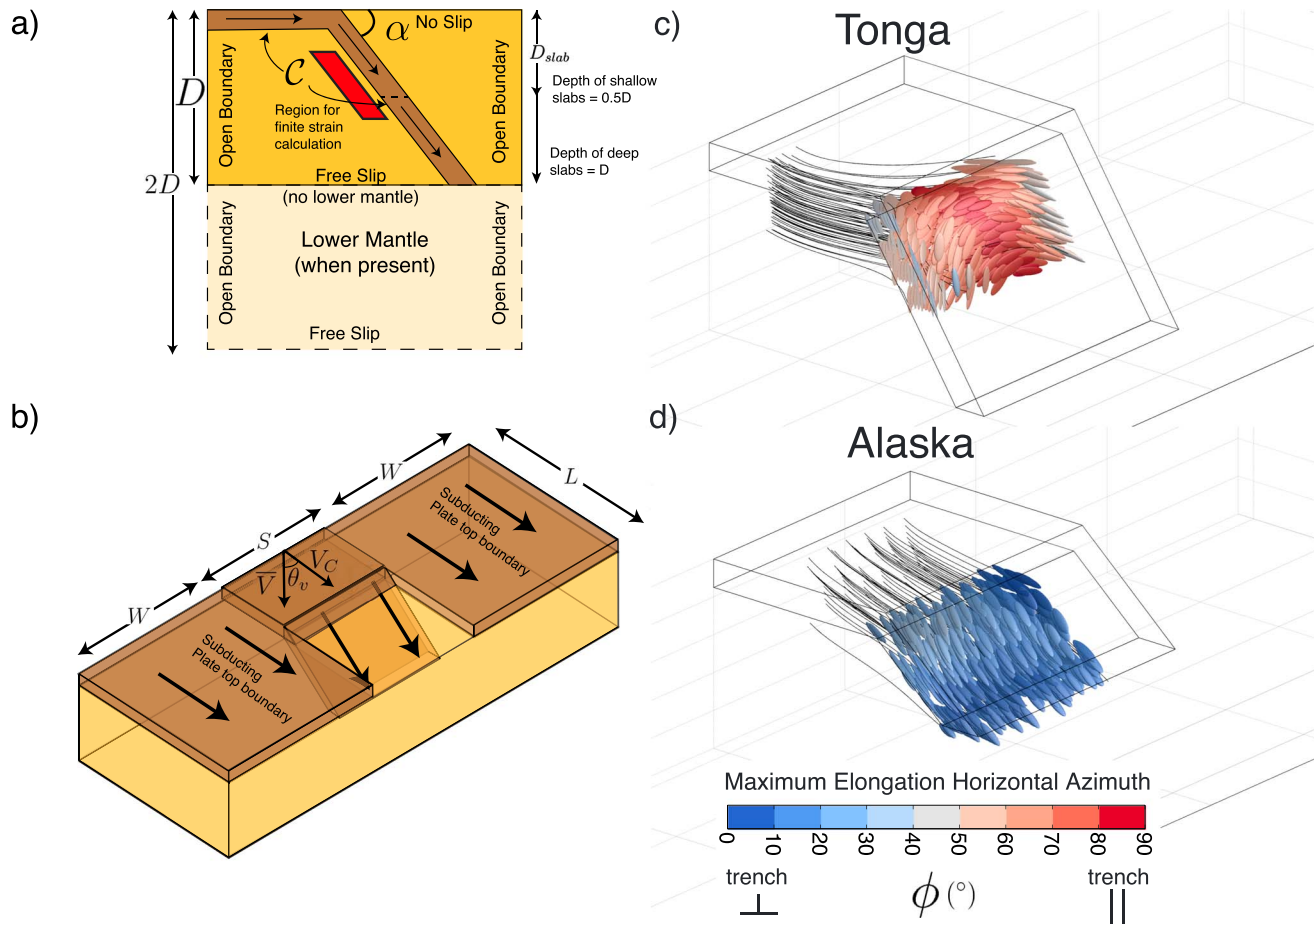 a)
No Slip
α
D_{slab}
Open Boundary
Open Boundary
D
C
Depth of shallow
slabs = 0.5D
Region for
finite strain
calculation
Depth of deep
slabs = D
Free Slip
2D
(no lower mantle)
Open Boundary
Open Boundary
Lower Mantle
(when present)
Free Slip
b)
W
L
S
W
Subducting
Plate top boundary
\overline{V}
θ_v
V_C
Subducting
Plate top boundary
c)
Tonga
d)
Alaska
Maximum Elongation Horizontal Azimuth
0 10 20 30 40 50 60 70 80 90
trench
ϕ (°)
trench